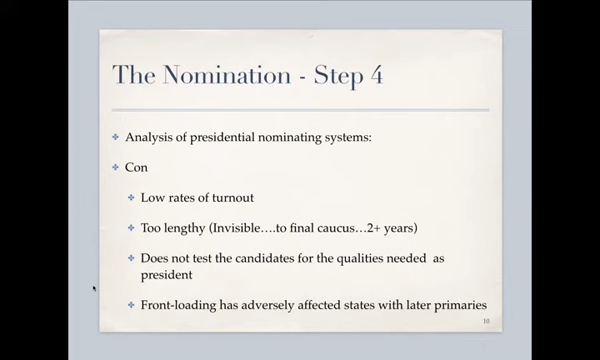 The Nomination - Step 4
Analysis of presidential nominating systems:
Con
Low rates of turnout
Too lengthy (Invisible….to final caucus…2+ years)
Does not test the candidates for the qualities needed as
president
Front-loading has adversely affected states with later primaries
10